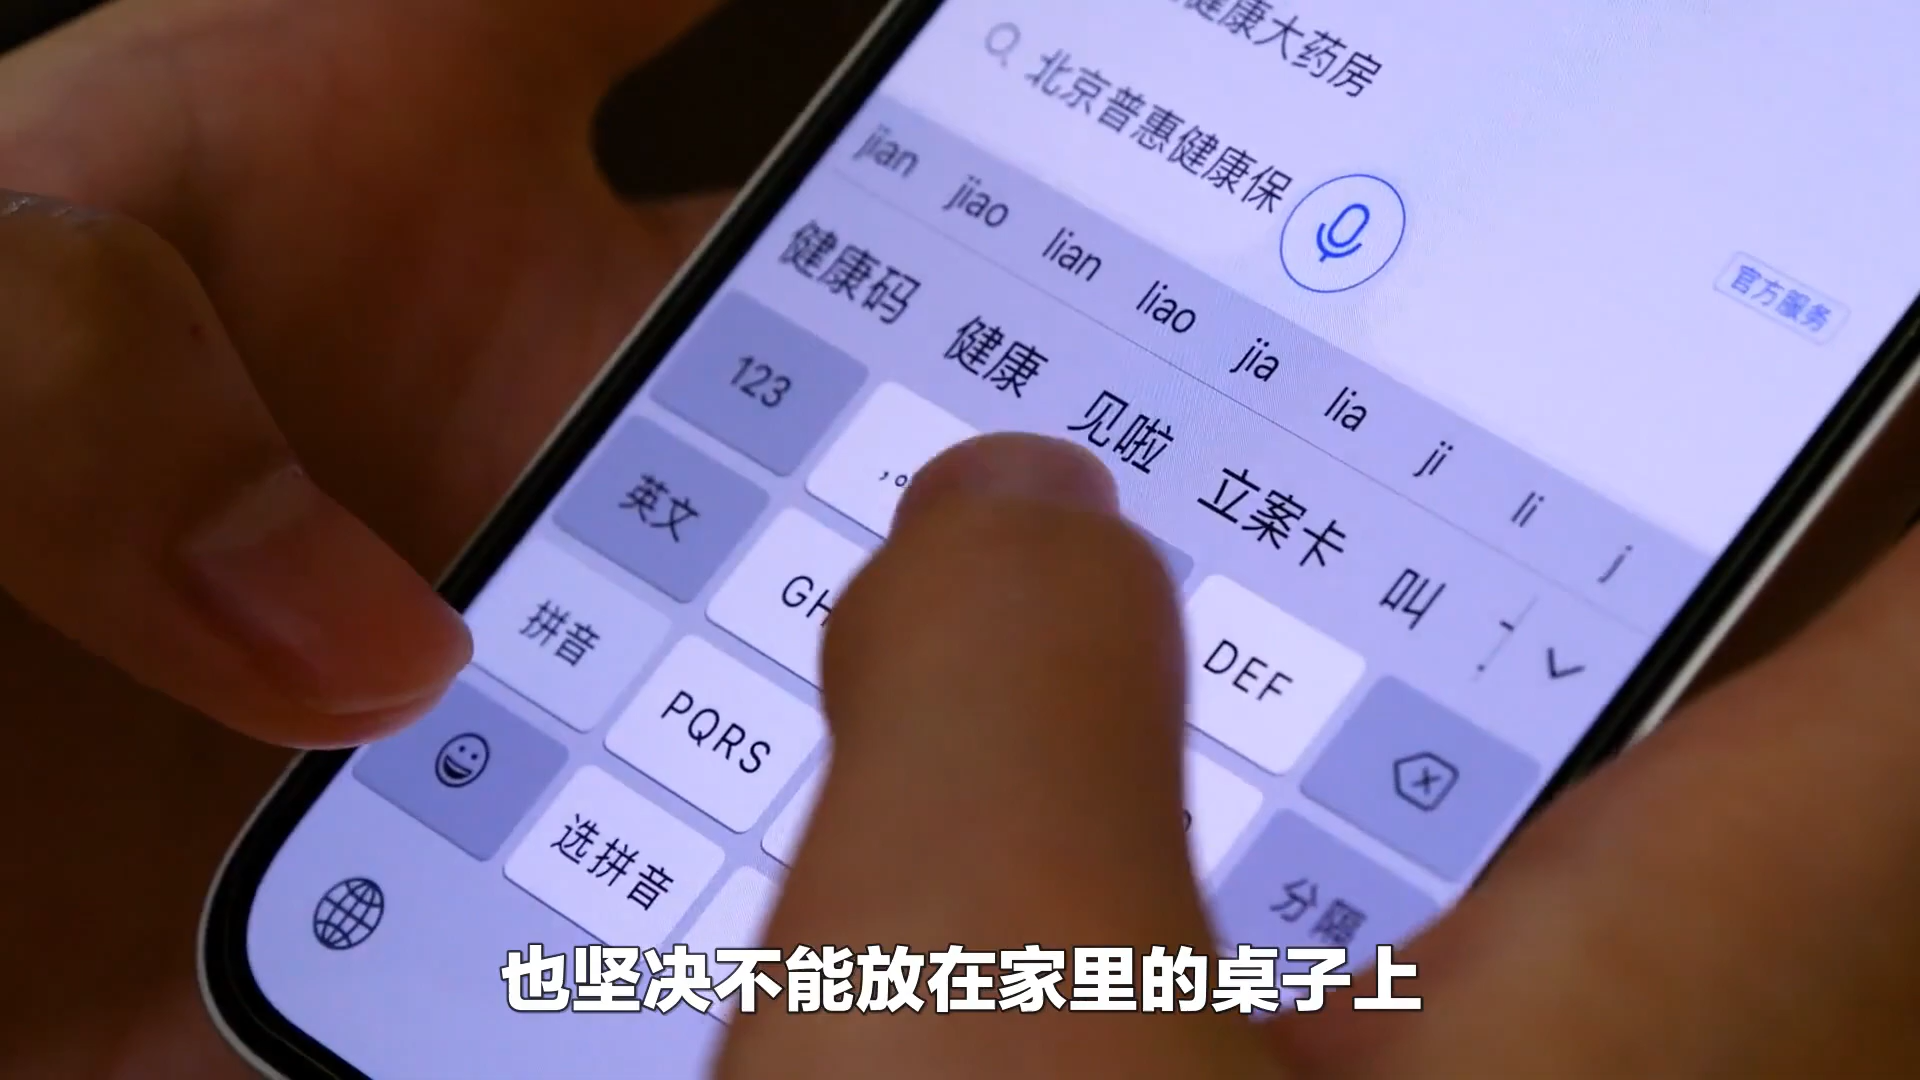 健康大药房
北京普惠健康保
官方服务
jian jiao lian liao jia lia ji li j
健康码 健康 见啦 立案卡 叫
123
英文 DEF
拼音 PQRS
选拼音 分隔
也坚决不能放在家里的桌子上